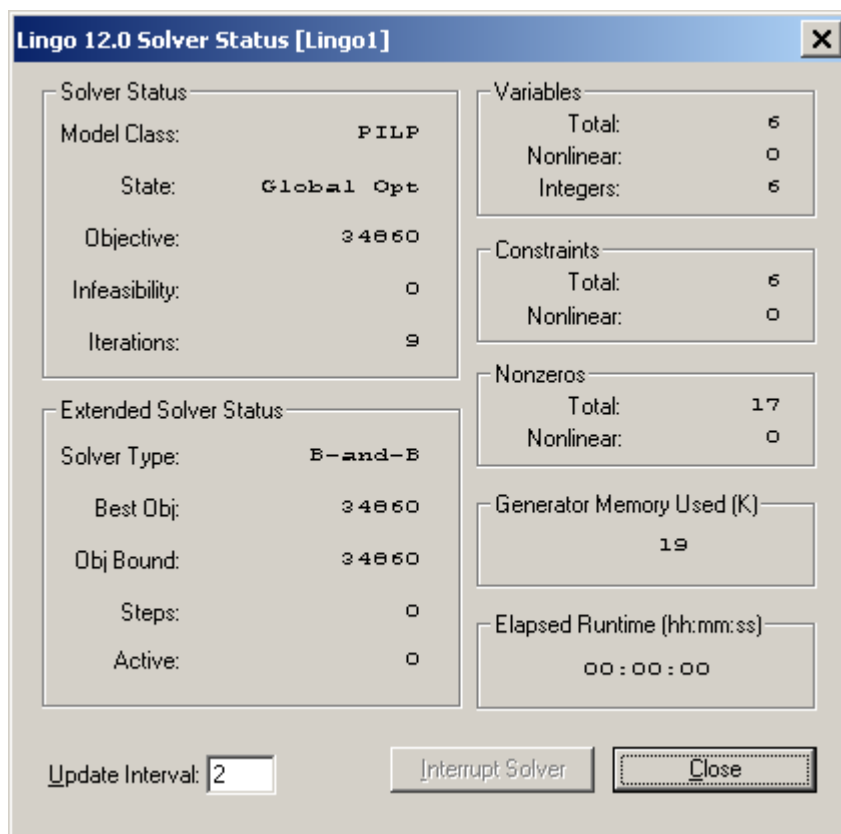 Lingo 12.0 Solver Status [Lingo1]
Solver Status
Model Class: PILP
State: Global Opt
Objective: 34860
Infeasibility: 0
Iterations: 9
Extended Solver Status
Solver Type: B-and-B
Best Obj: 34860
Obj Bound: 34860
Steps: 0
Active: 0
Variables
Total: 6
Nonlinear: 0
Integers: 6
Constraints
Total: 6
Nonlinear: 0
Nonzeros
Total: 17
Nonlinear: 0
Generator Memory Used (K)
19
Elapsed Runtime (hh:mm:ss)
00:00:00
Update Interval: 2
Interrupt Solver
Close